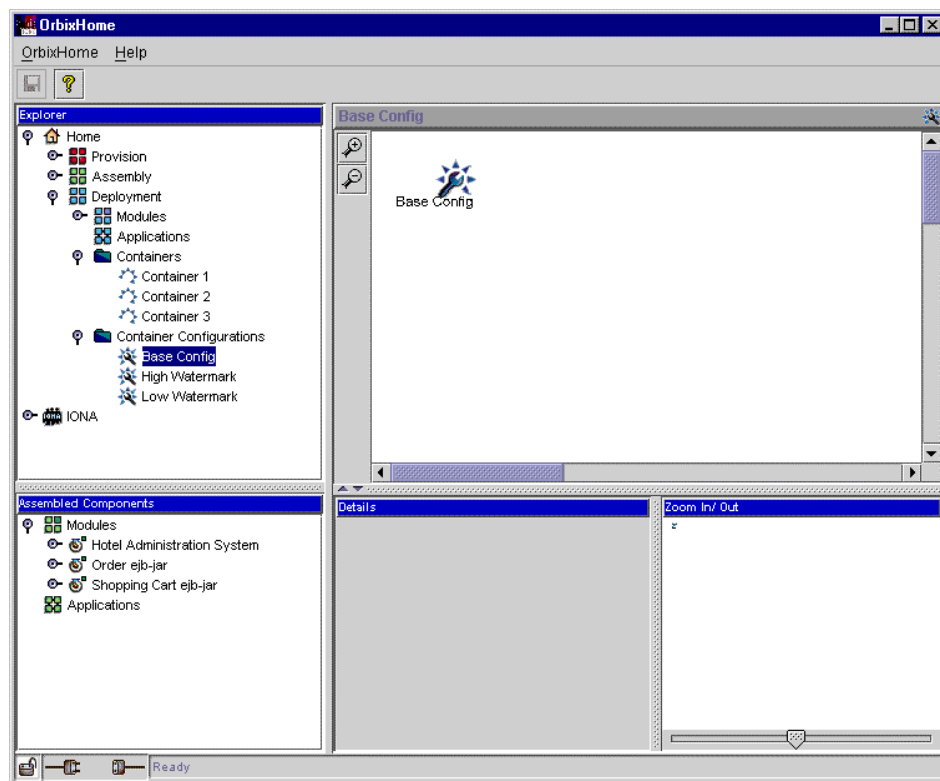 OrbixHome
OrbixHome Help
Explorer
Home
Provision
Assembly
Deployment
Modules
Applications
Containers
Container 1
Container 2
Container 3
Container Configurations
Base Config
High Watermark
Low Watermark
IONA
Base Config
Base Config
Assembled Components
Modules
Hotel Administration System
Order ejb-jar
Shopping Cart ejb-jar
Applications
Details
Zoom In/ Out
Ready